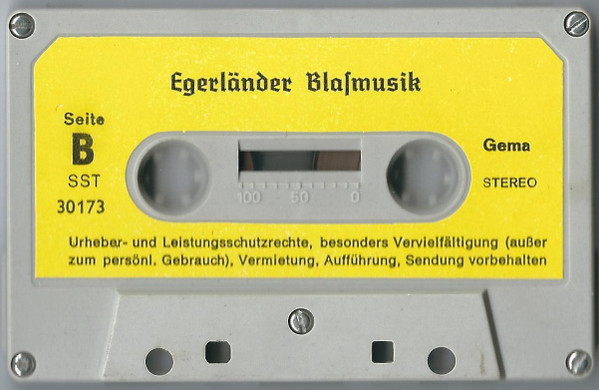 Egerländer Blaſmusik
Seite
B
SST
30173
Gema
STEREO
100 50 0
Urheber- und Leistungsschutzrechte, besonders Vervielfältigung (außer
zum persönl. Gebrauch), Vermietung, Aufführung, Sendung vorbehalten